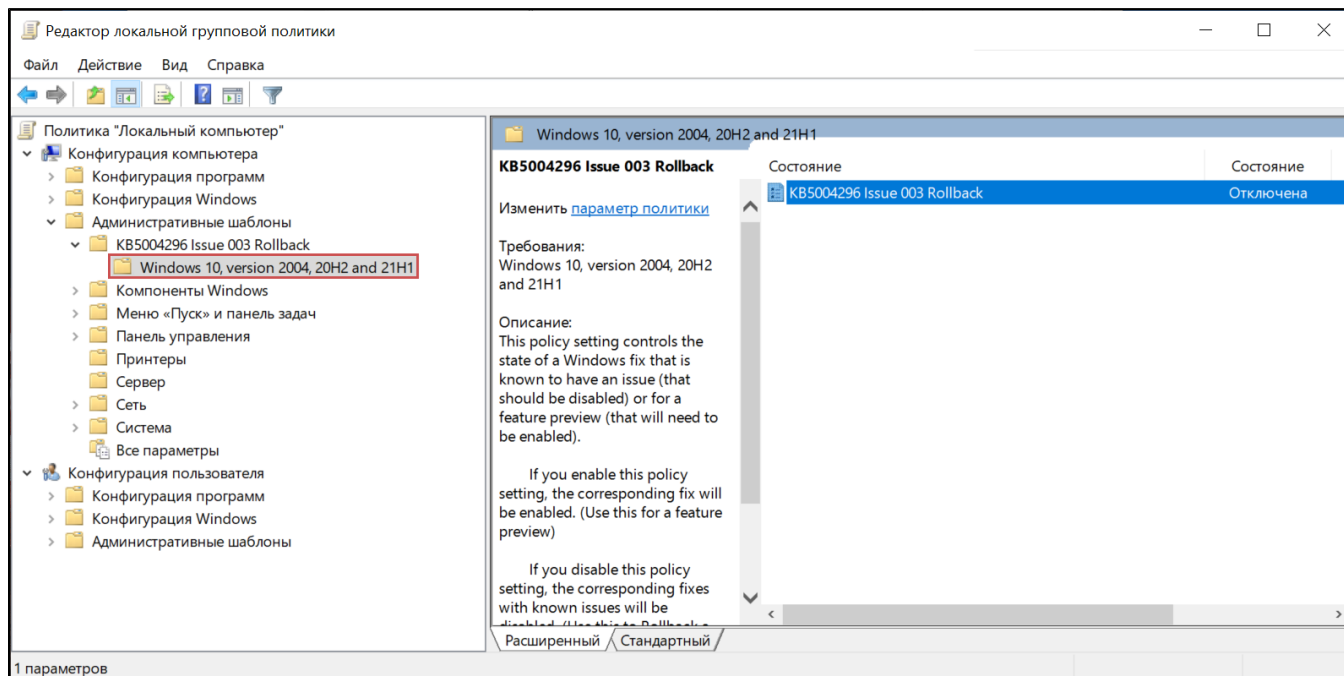 Редактор локальной групповой политики
Файл Действие Вид Справка
Политика "Локальный компьютер"
Конфигурация компьютера
Конфигурация программ
Конфигурация Windows
Административные шаблоны
KB5004296 Issue 003 Rollback
Windows 10, version 2004, 20H2 and 21H1
Компоненты Windows
Меню «Пуск» и панель задач
Панель управления
Принтеры
Сервер
Сеть
Система
Все параметры
Конфигурация пользователя
Конфигурация программ
Конфигурация Windows
Административные шаблоны
Windows 10, version 2004, 20H2 and 21H1
KB5004296 Issue 003 Rollback
Изменить параметр политики
Требования:
Windows 10, version 2004, 20H2
and 21H1
Описание:
This policy setting controls the
state of a Windows fix that is
known to have an issue (that
should be disabled) or for a
feature preview (that will need to
be enabled).
If you enable this policy
setting, the corresponding fix will
be enabled. (Use this for a feature
preview)
If you disable this policy
setting, the corresponding fixes
with known issues will be
disabled. (Use this to Rollback a
Состояние Состояние
KB5004296 Issue 003 Rollback Отключена
Расширенный Стандартный
1 параметров